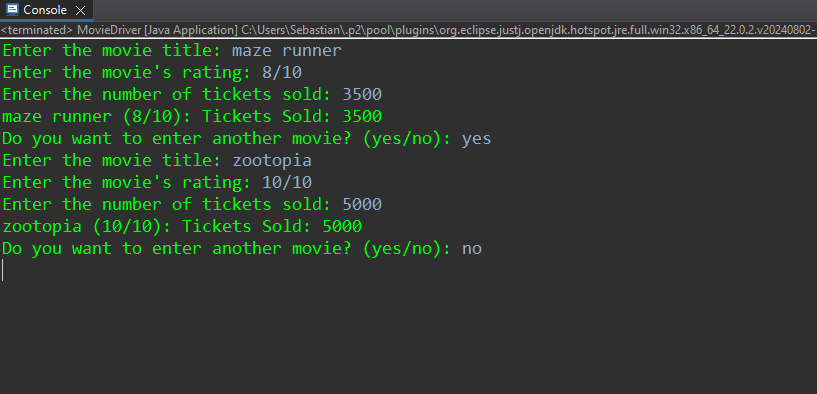 Console
<terminated> MovieDriver [Java Application] C:\Users\Sebastian\.p2\pool\plugins\org.eclipse.justj.openjdk.hotspot.jre.full.win32.x86_64_22.0.2.v20240802-
Enter the movie title: maze runner
Enter the movie's rating: 8/10
Enter the number of tickets sold: 3500
maze runner (8/10): Tickets Sold: 3500
Do you want to enter another movie? (yes/no): yes
Enter the movie title: zootopia
Enter the movie's rating: 10/10
Enter the number of tickets sold: 5000
zootopia (10/10): Tickets Sold: 5000
Do you want to enter another movie? (yes/no): no